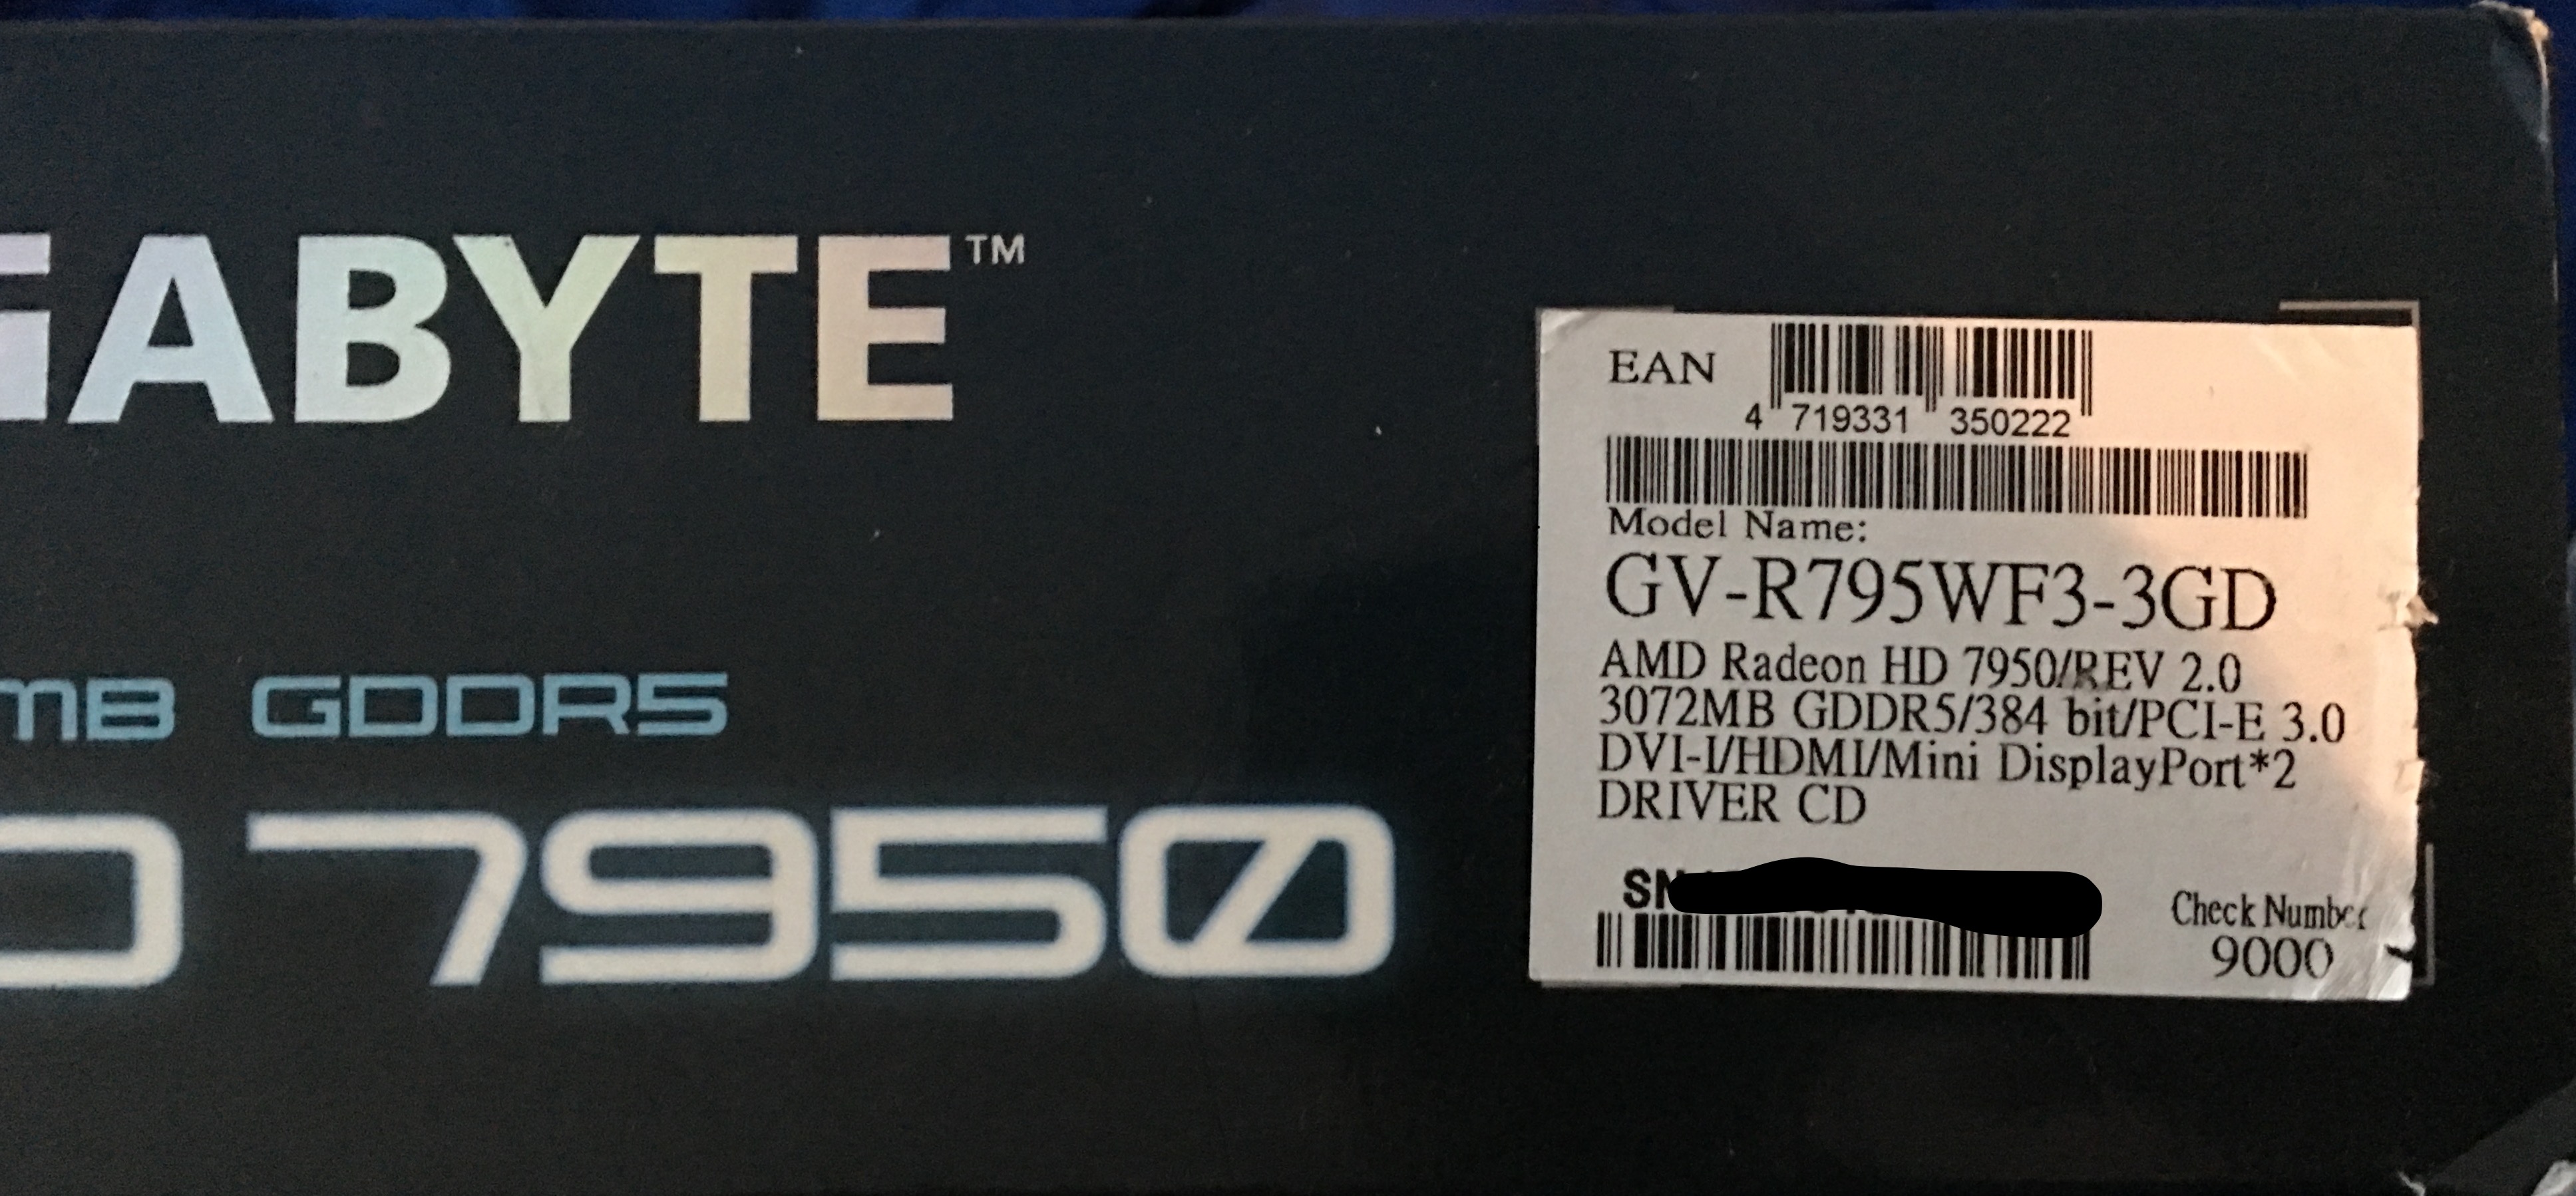 GABYTE™
MB GDDR5
D 7950
EAN
4 719331 350222
Model Name:
GV-R795WF3-3GD
AMD Radeon HD 7950/REV 2.0
3072MB GDDR5/384 bit/PCI-E 3.0
DVI-I/HDMI/Mini DisplayPort*2
DRIVER CD
SN
Check Number
9000